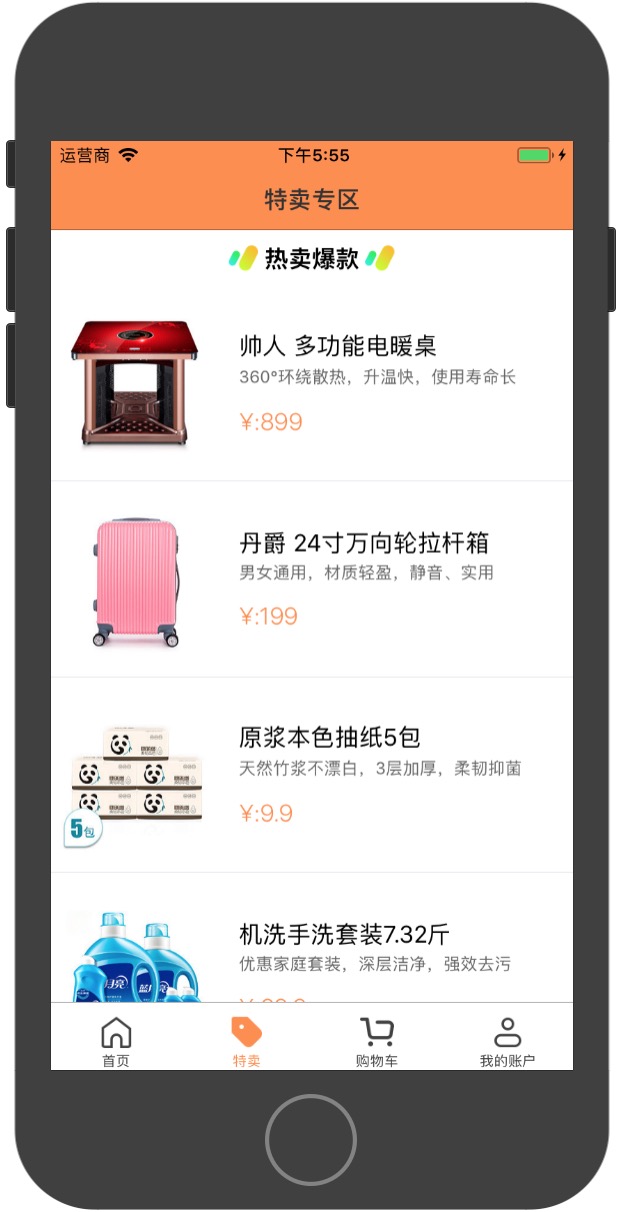 运营商
下午5:55
特卖专区
热卖爆款
帅人 多功能电暖桌
360°环绕散热，升温快，使用寿命长
¥:899
丹爵 24寸万向轮拉杆箱
男女通用，材质轻盈，静音、实用
¥:199
原浆本色抽纸5包
天然竹浆不漂白，3层加厚，柔韧抑菌
¥:9.9
5包
机洗手洗套装7.32斤
优惠家庭套装，深层洁净，强效去污
月亮
蓝月亮
首页
特卖
购物车
我的账户